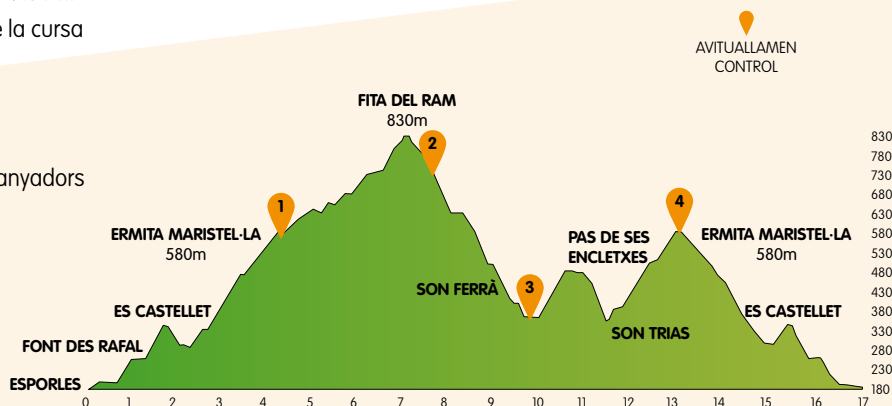 e la cursa
AVITUALLAMEN
CONTROL
anyadors
FITA DEL RAM
830m
2
1
ERMITA MARISTEL·LA
580m
4
ERMITA MARISTEL·LA
580m
PAS DE SES
ENCLETXES
SON FERRÀ
3
ES CASTELLET
ES CASTELLET
SON TRIAS
FONT DES RAFAL
ESPORLES
830
780
730
680
630
580
530
480
430
380
330
280
230
180
0 1 2 3 4 5 6 7 8 9 10 11 12 13 14 15 16 17